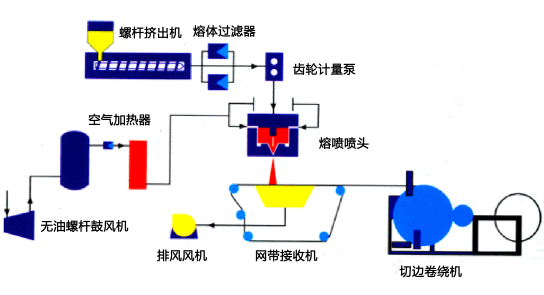 螺杆挤出机
熔体过滤器
齿轮计量泵
空气加热器
熔喷喷头
无油螺杆鼓风机
排风风机
网带接收机
切边卷绕机